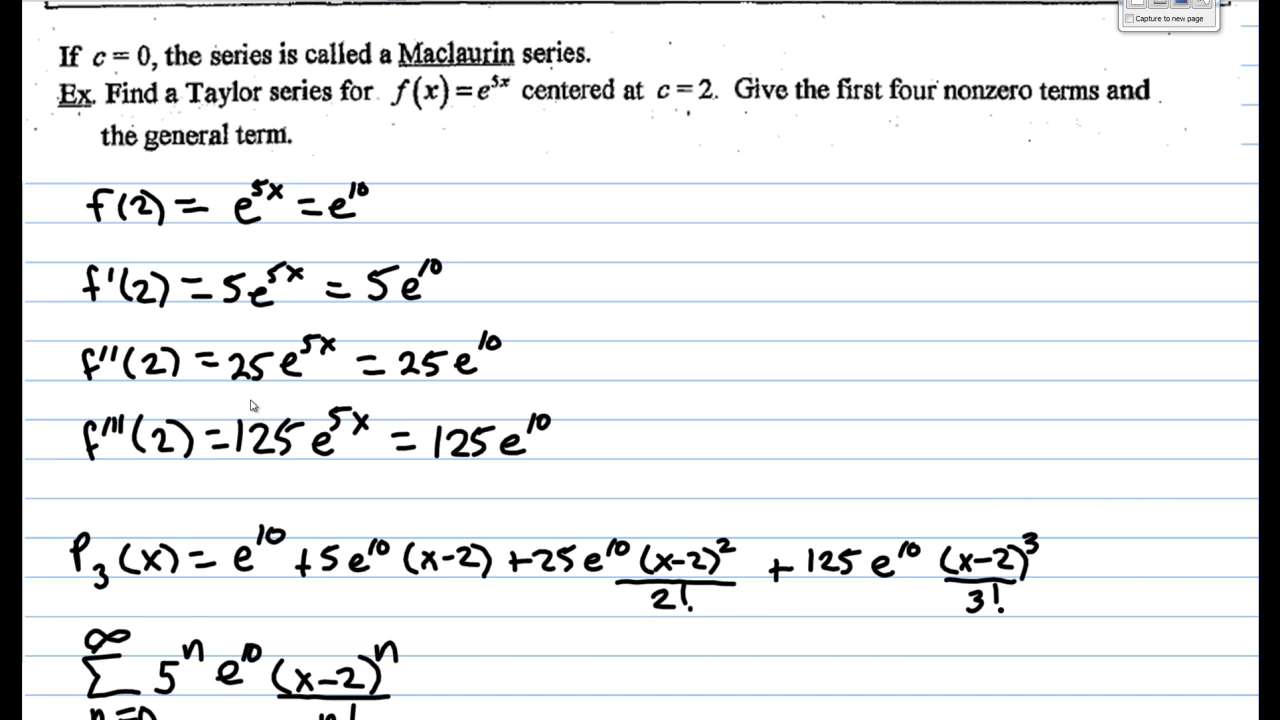 Capture to new page
If c = 0, the series is called a Maclaurin series.
Ex. Find a Taylor series for f(x) = e^{5x} centered at c = 2. Give the first four nonzero terms and
the general term.
f(2) = e^{5x} = e^{10}
f'(2) = 5e^{5x} = 5e^{10}
f''(2) = 25e^{5x} = 25e^{10}
f'''(2) = 125e^{5x} = 125e^{10}
P_3(x) = e^{10} + 5e^{10}(x-2) + 25e^{10} (x-2)^2/2! + 125e^{10} (x-2)^3/3!
∑_{n=0}^{∞} 5^n e^{10} (x-2)^n/n!